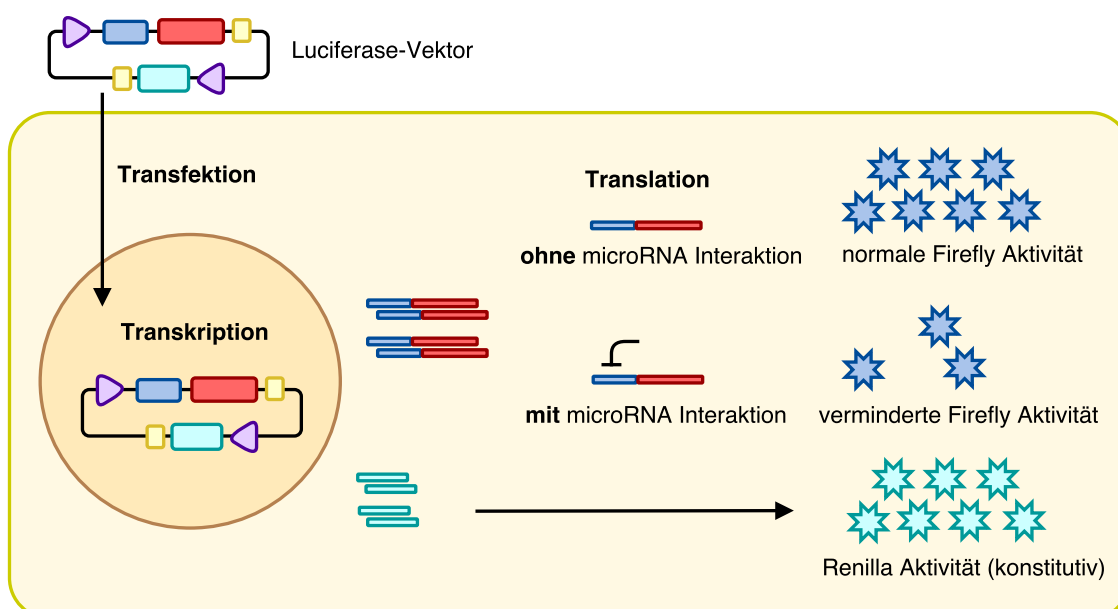 Luciferase-Vektor
Transfektion
Translation
ohne microRNA Interaktion
normale Firefly Aktivität
Transkription
mit microRNA Interaktion
verminderte Firefly Aktivität
Renilla Aktivität (konstitutiv)